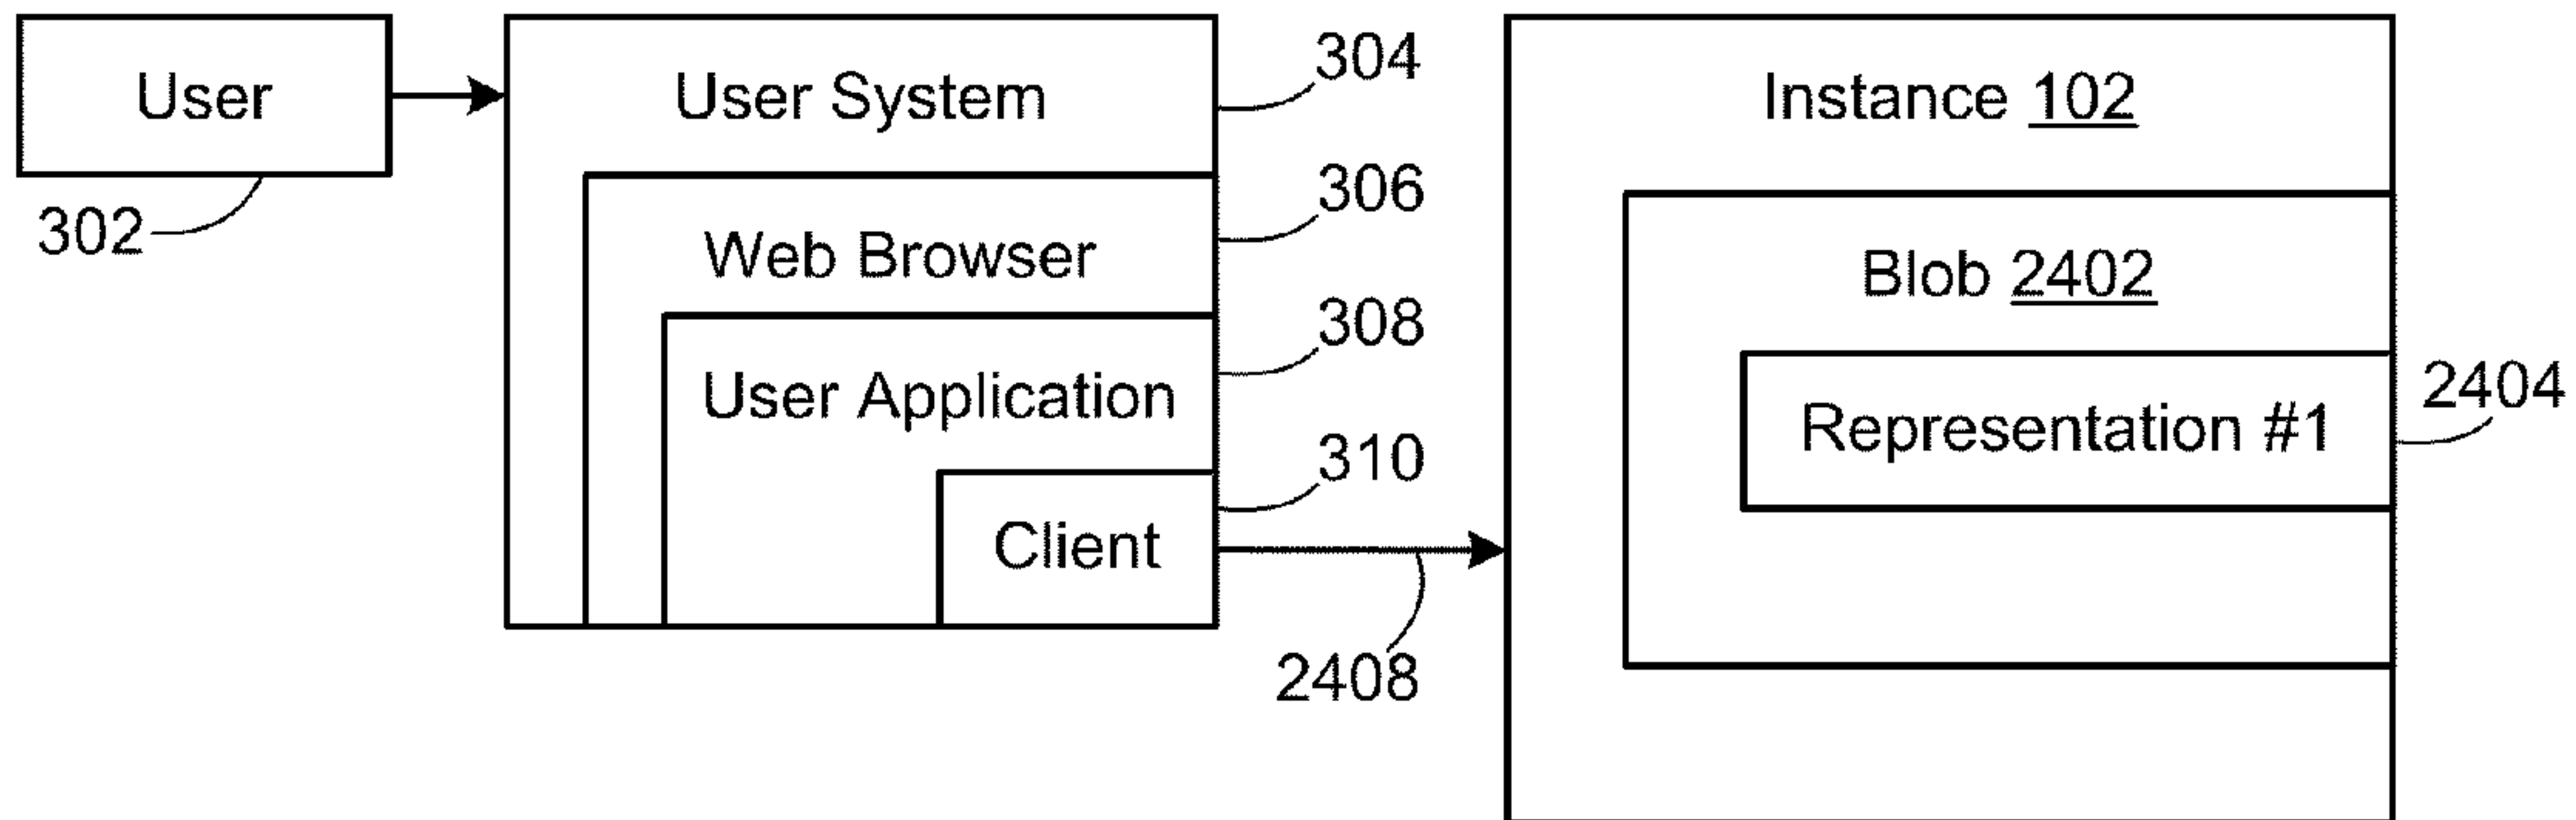 User
302
User System
304
Web Browser
306
User Application
308
Client
310
2408
Instance 102
Blob 2402
Representation #1
2404